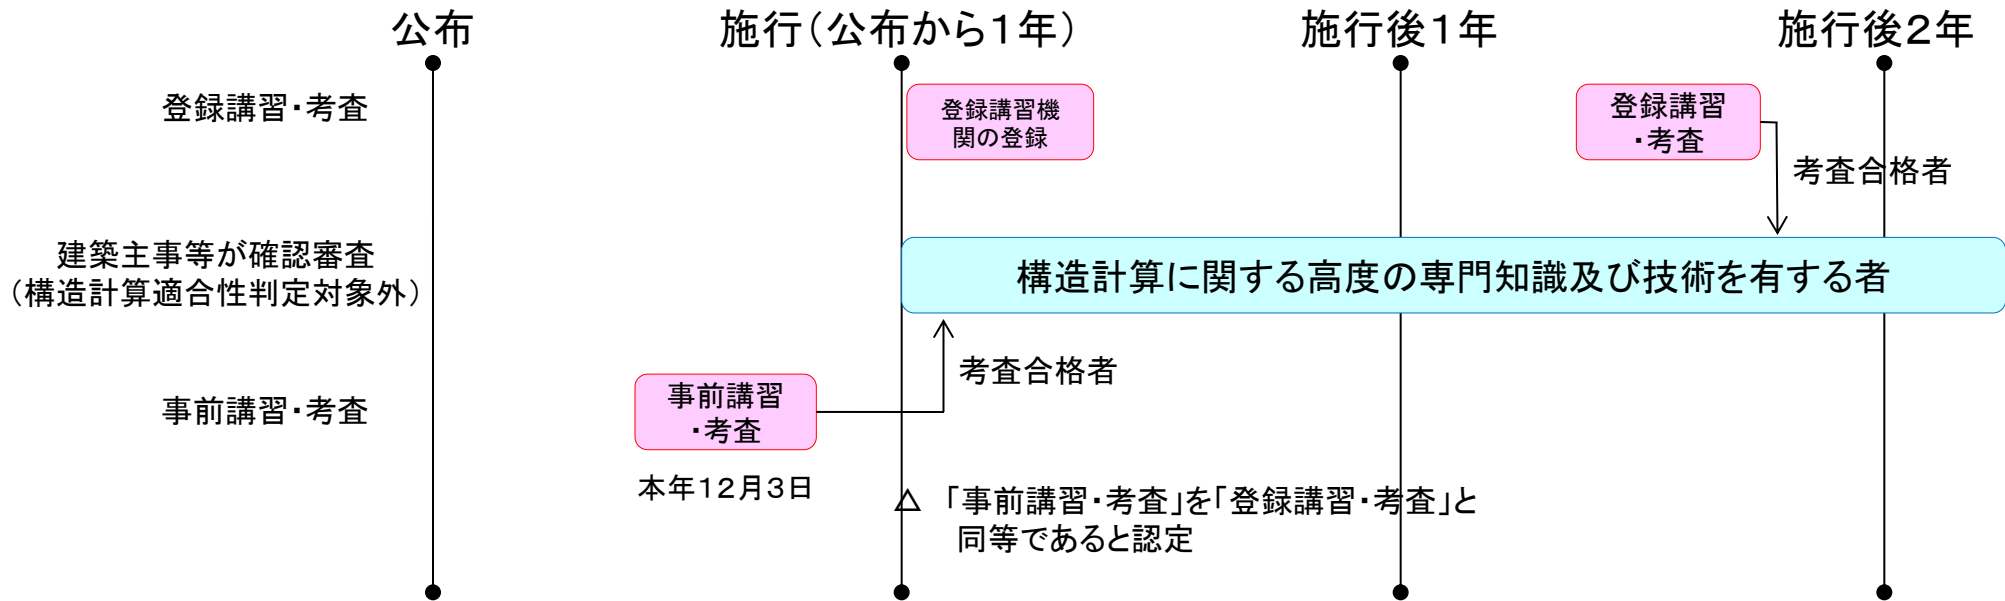 公布
施行（公布から1年）
施行後1年
施行後2年
登録講習・考査
登録講習機
関の登録
登録講習
・考査
考査合格者
建築主事等が確認審査
（構造計算適合性判定対象外）
構造計算に関する高度の専門知識及び技術を有する者
考査合格者
事前講習・考査
事前講習
・考査
本年12月3日
△ 「事前講習・考査」を「登録講習・考査」と
同等であると認定